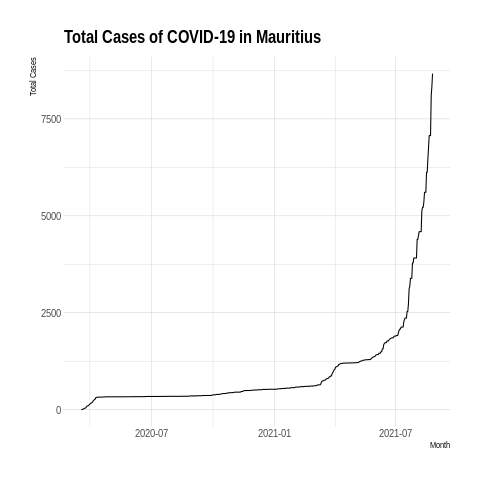 Total Cases of COVID-19 in Mauritius
Total Cases
7500
5000
2500
0
2020-07
2021-01
2021-07
Month